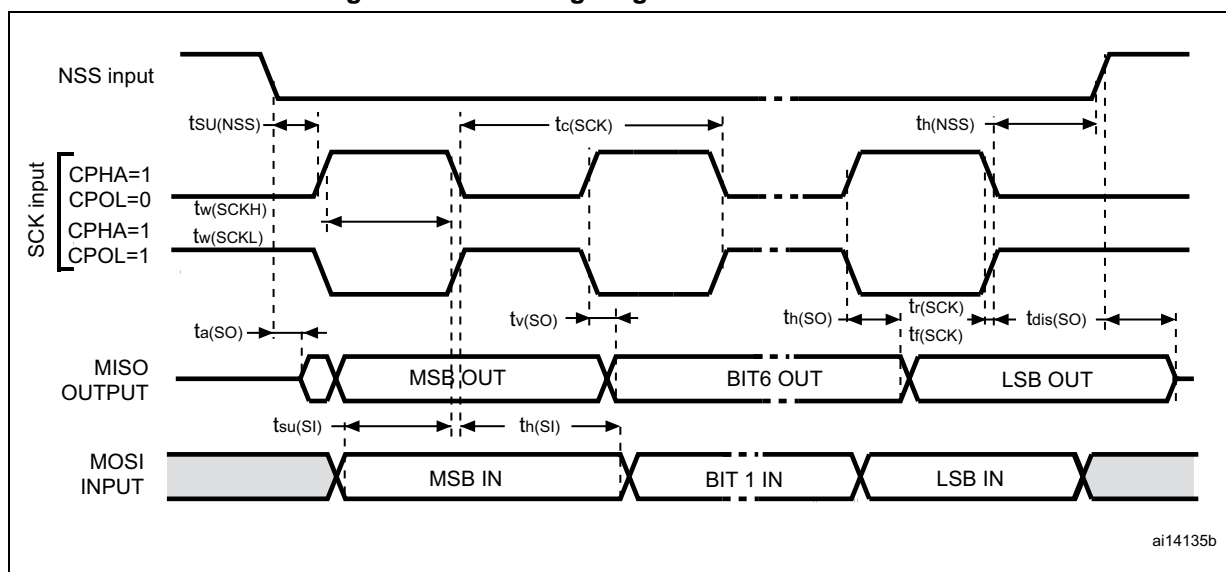 NSS input
tSU(NSS)
tc(SCK)
th(NSS)
SCK input
CPHA=1
CPOL=0
tw(SCKH)
CPHA=1
tw(SCKL)
CPOL=1
ta(SO)
tv(SO)
th(SO)
tr(SCK)
tf(SCK)
tdis(SO)
MISO
OUTPUT
MSB OUT
BIT6 OUT
LSB OUT
tsu(SI)
th(SI)
MOSI
INPUT
MSB IN
BIT 1 IN
LSB IN
ai14135b